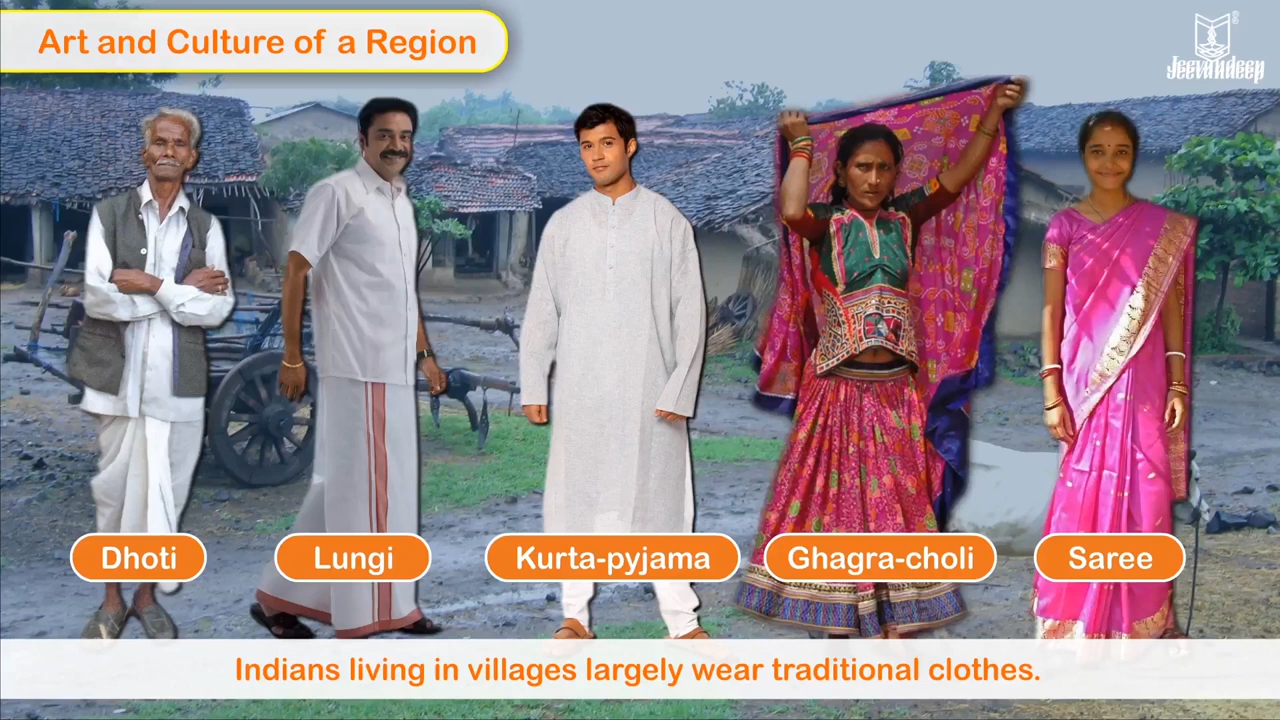 Art and Culture of a Region
Jeevandeep
®
Dhoti
Lungi
Kurta-pyjama
Ghagra-choli
Saree
Indians living in villages largely wear traditional clothes.